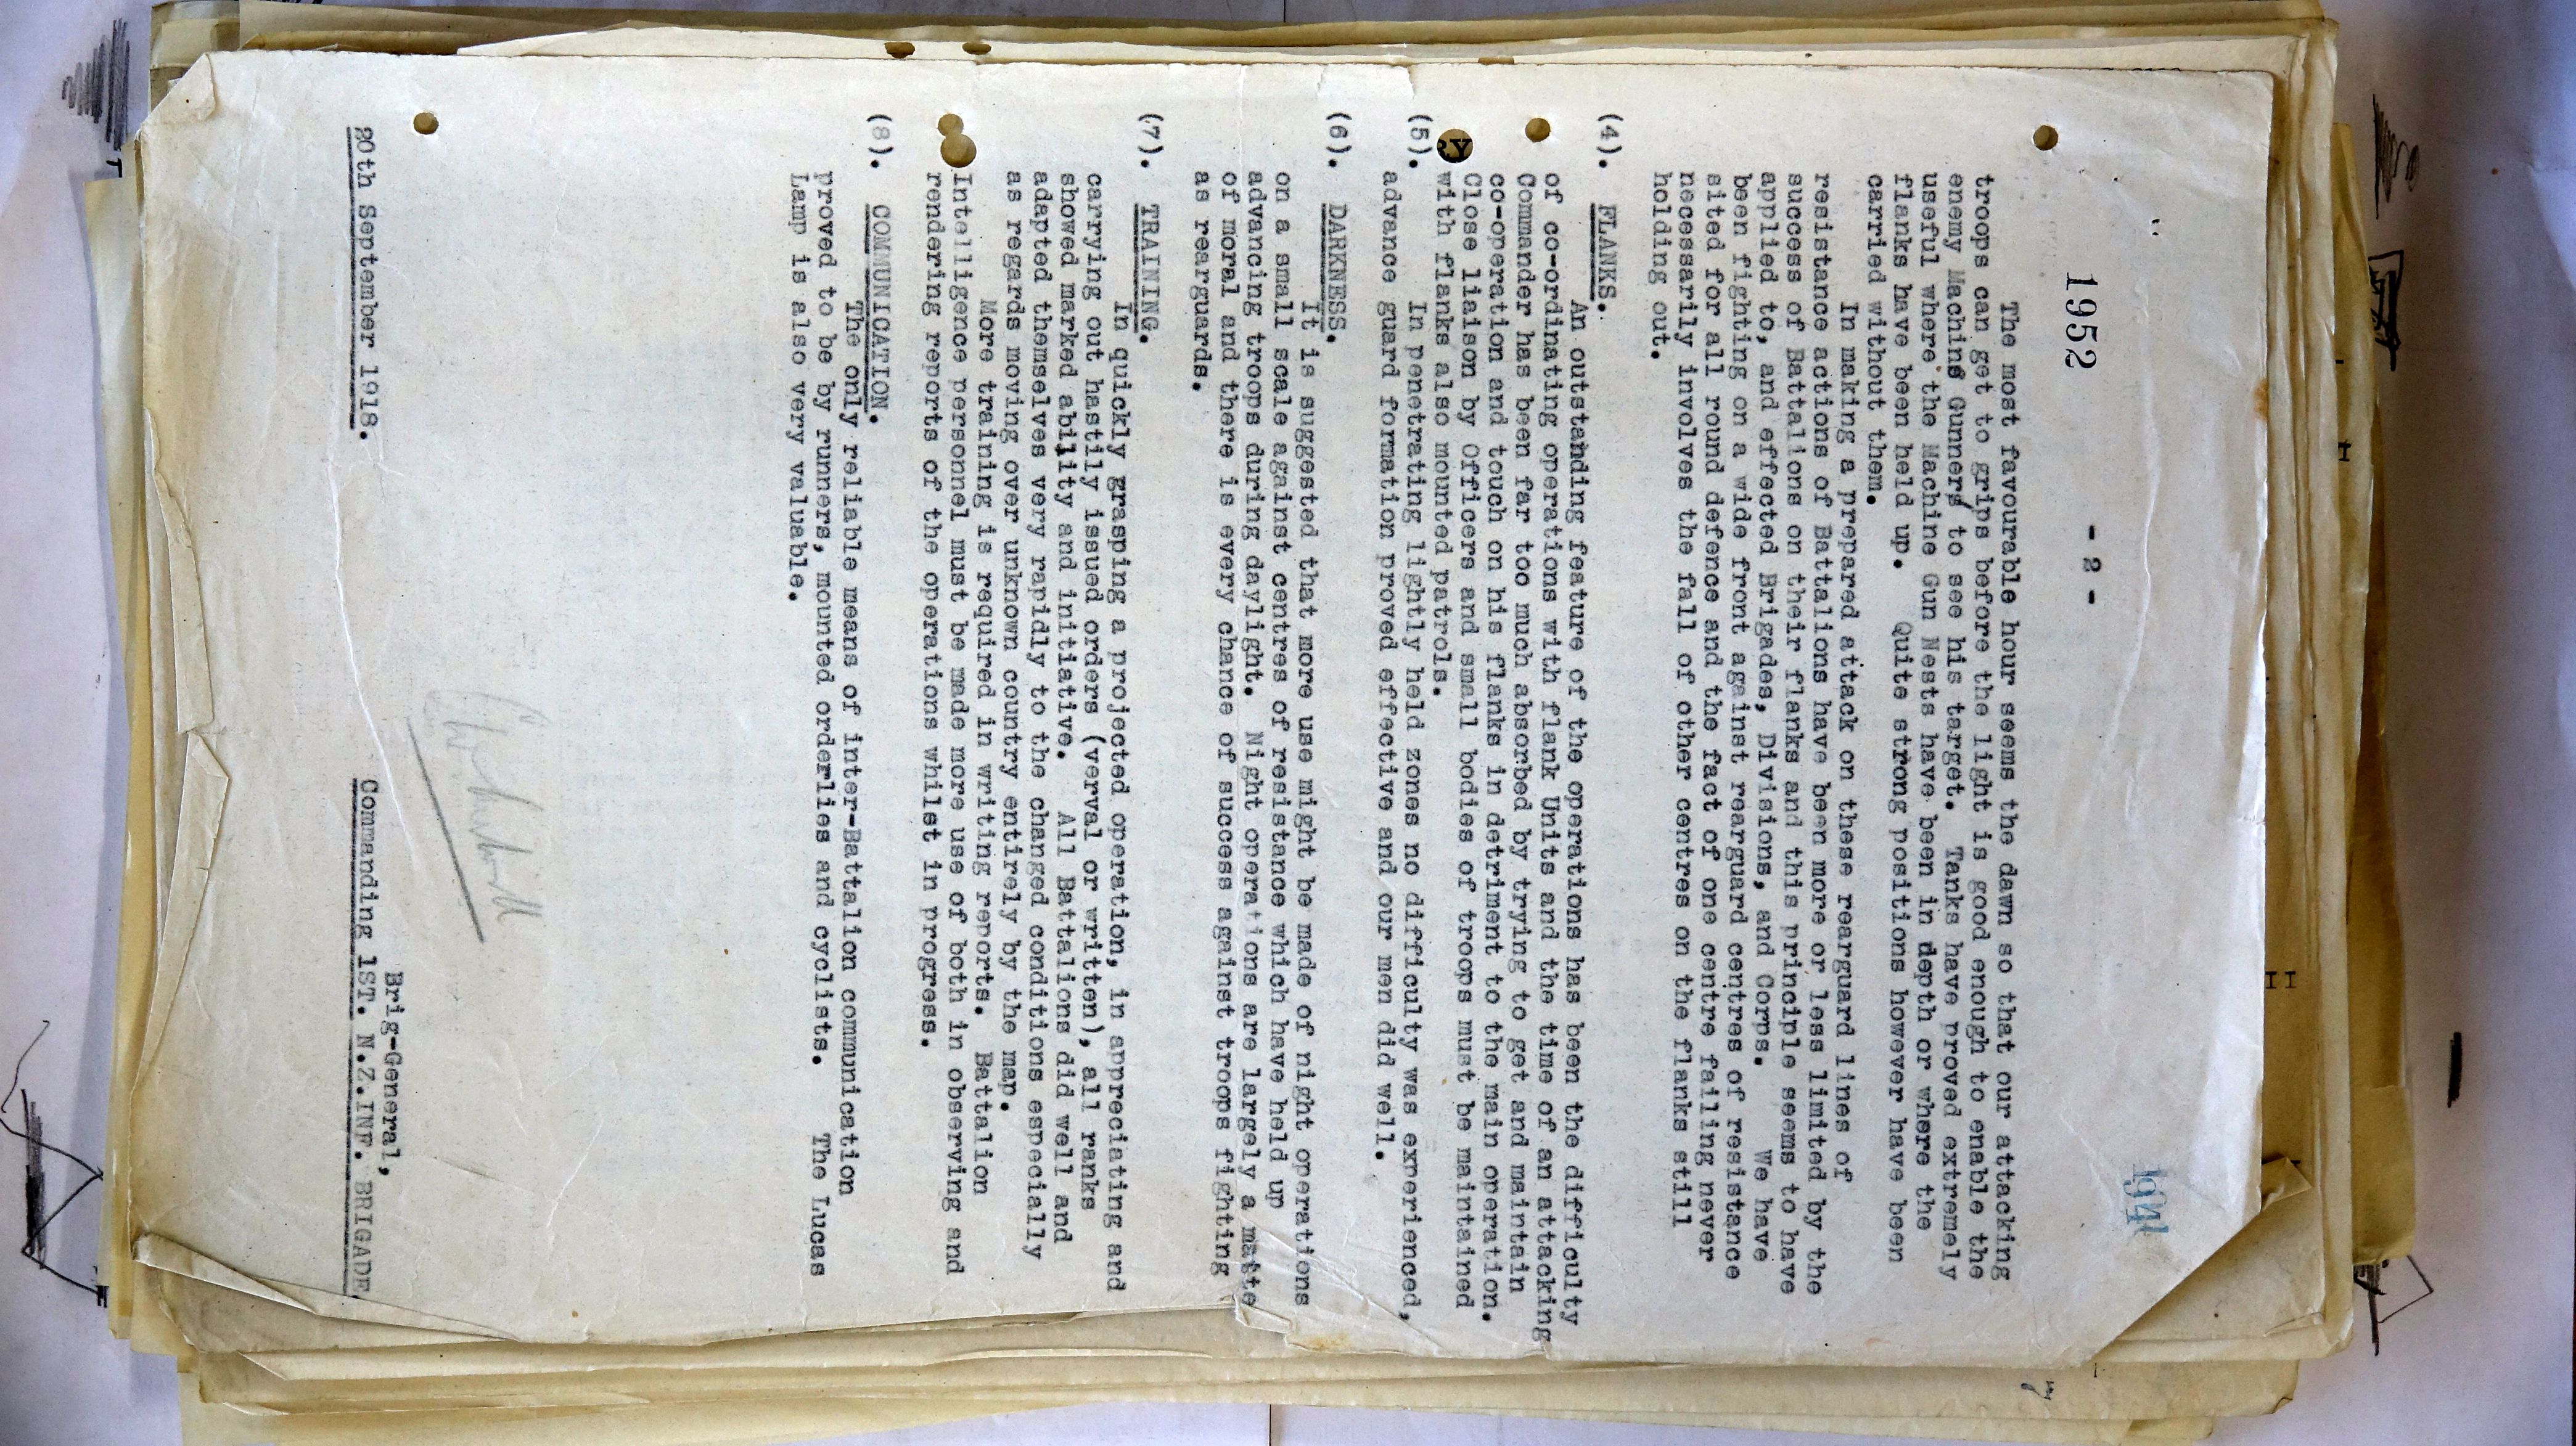 1952
- 2 -
The most favourable hour seems the dawn so that our attacking
troops can get to grips before the light is good enough to enable the
enemy Machine Gunners to see his target. Tanks have proved extremely
useful where the Machine Gun Nests have been in depth or where the
flanks have been held up. Quite strong positions however have been
carried without them.
In making a prepared attack on these rearguard lines of
resistance actions of Battalions have been more or less limited by the
success of Battalions on their flanks and this principle seems to have
applied to, and effected Brigades, Divisions, and Corps. We have
been fighting on a wide front against rearguard centres of resistance
sited for all round defence and the fact of one centre failing never
necessarily involves the fall of other centres on the flanks still
holding out.
(4). FLANKS.
An outstanding feature of the operations has been the difficulty
of co-ordinating operations with flank Units and the time of an attacking
Commander has been far too much absorbed by trying to get and maintain
co-operation and touch on his flanks in detriment to the main operation.
Close liaison by Officers and small bodies of troops must be maintained
with flanks also mounted patrols.
(5). In penetrating lightly held zones no difficulty was experienced,
advance guard formation proved effective and our men did well.
(6). DARKNESS.
It is suggested that more use might be made of night operations
on a small scale against centres of resistance which have held up
advancing troops during daylight. Night operations are largely a matte
of moral and there is every chance of success against troops fighting
as rearguards.
(7). TRAINING.
In quickly grasping a projected operation, in appreciating and
carrying out hastily issued orders (verval or written), all ranks
showed marked ability and initiative. All Battalions did well and
adapted themselves very rapidly to the changed conditions especially
as regards moving over unknown country entirely by the map.
More training is required in writing reports. Battalion
Intelligence personnel must be made more use of both in observing and
rendering reports of the operations whilst in progress.
(8). COMMUNICATION.
The only reliable means of inter-Battalion communication
proved to be by runners, mounted orderlies and cyclists. The Lucas
Lamp is also very valuable.
Brig-General,
20th September 1918. Commanding 1ST. N.Z.INF. BRIGADE